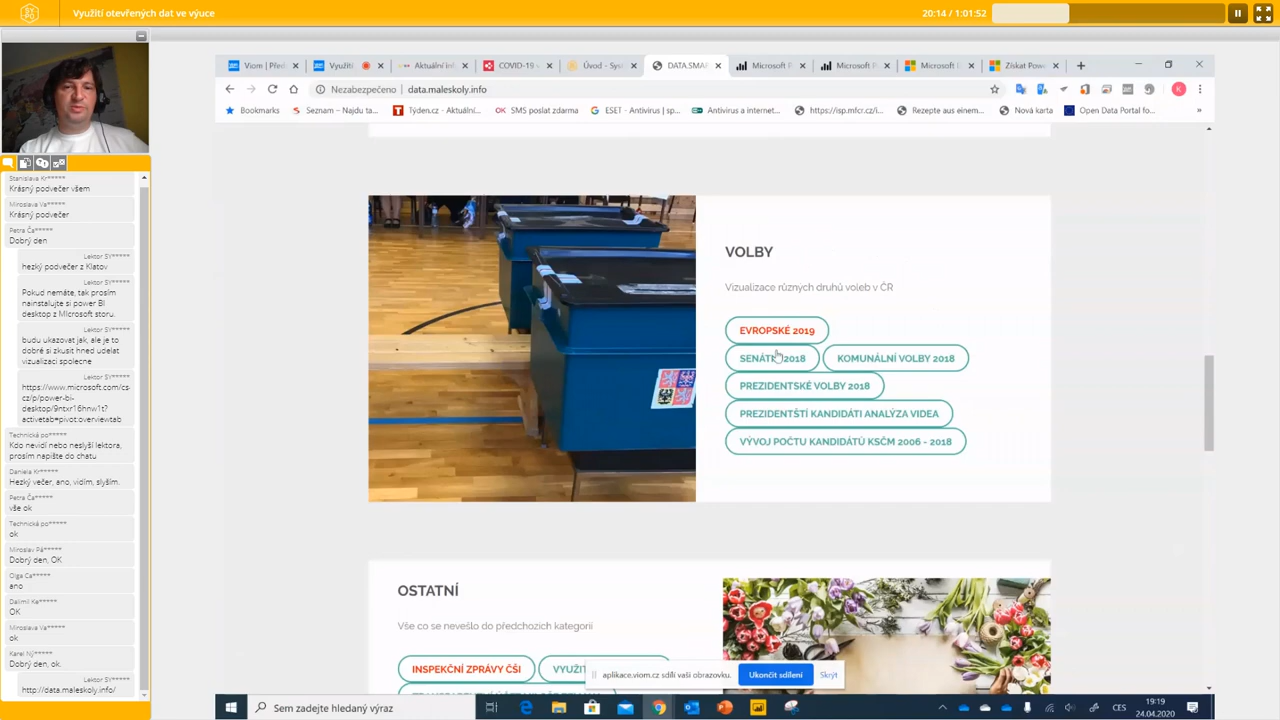 SYPO
Využití otevřených dat ve výuce
20:14 / 1:01:52
Stanislava Kr*****
Krásný podvečer všem
Miroslava Va*****
Krásný podvečer
Petra Ča*****
Dobrý den
Lektor SY*****
hezký podvečer z Klatov
Lektor SY*****
Pokud nemáte, tak prosím
nainstalujte si power BI
desktop z Microsoft storu.
Lektor SY*****
budu ukazovat jak, ale je to
dobré si zkusit hned udelat
vizualizaci spolecne
Lektor SY*****
https://www.microsoft.com/cs-
cz/p/power-bi-
desktop/9ntxr16hnw1t?
activetab=pivot:overviewtab
Technická po*****
Kdo nevidí nebo neslyší lektora,
prosím napište do chatu
Daniela Kr*****
Hezký večer, ano, vidím, slyším.
Petra Ča*****
vše ok
Technická po*****
ok
Miroslav Pá*****
Dobrý den, OK
Olga Ca*****
ano
Dalimil Ke*****
OK
Miroslava Va*****
ok
Karel Ný*****
Dobrý den, ok.
Lektor SY*****
http://data.maleskoly.info/
Viom | Před
Využití
Aktuální inf
COVID-19 -
Úvod - Syst
DATA.SMAR
Microsoft P
Microsoft P
Microsoft
Získat Powe
Nezabezpečeno
data.maleskoly.info
Bookmarks
Seznam – Najdu ta...
Týden.cz - Aktuální...
SMS poslat zdarma
ESET - Antivirus | sp...
Antivirus a internet...
https://isp.mfcr.cz/i...
Rezepte aus einem...
Nová karta
Open Data Portal fo...
VOLBY
Vizualizace různých druhů voleb v ČR
EVROPSKÉ 2019
SENÁTNÍ 2018
KOMUNÁLNÍ VOLBY 2018
PREZIDENTSKÉ VOLBY 2018
PREZIDENTŠTÍ KANDIDÁTI ANALÝZA VIDEA
VÝVOJ POČTU KANDIDÁTŮ KSČM 2006 - 2018
OSTATNÍ
Vše co se nevešlo do předchozích kategorií
INSPEKČNÍ ZPRÁVY ČŠI
aplikace.viom.cz sdílí vaši obrazovku.
Ukončit sdílení
Skrýt
Sem zadejte hledaný výraz
CES
19:19
24.04.2020